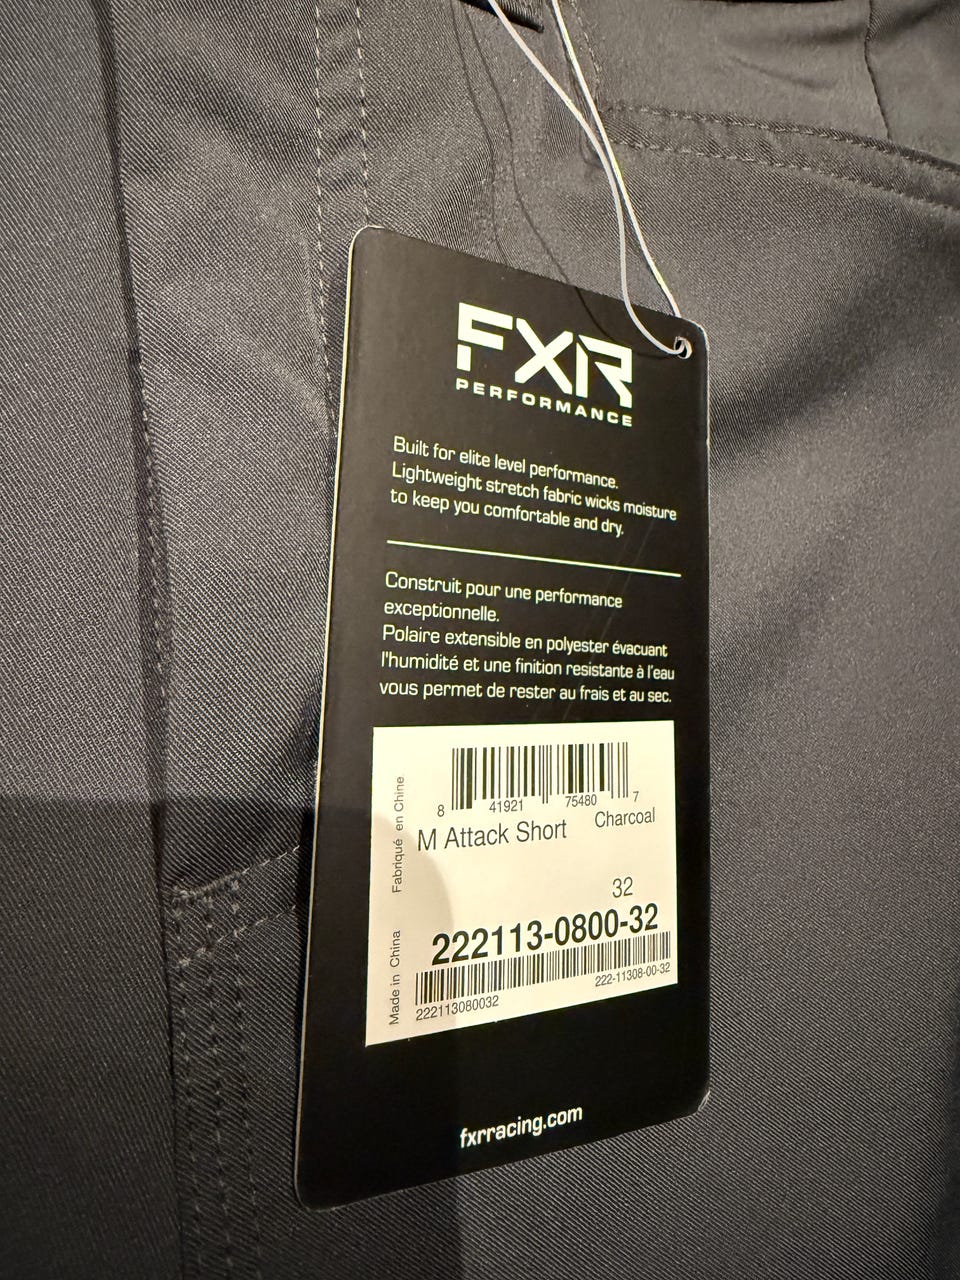 FXR
PERFORMANCE
Built for elite level performance.
Lightweight stretch fabric wicks moisture
to keep you comfortable and dry.
Construit pour une performance
exceptionnelle.
Polaire extensible en polyester évacuant
l'humidité et une finition resistante à l'eau
vous permet de rester au frais et au sec.
8 41921 75480 7
M Attack Short Charcoal
32
222113-0800-32
222113080032 222-11308-00-32
Made in China Fabriqué en Chine
fxrracing.com